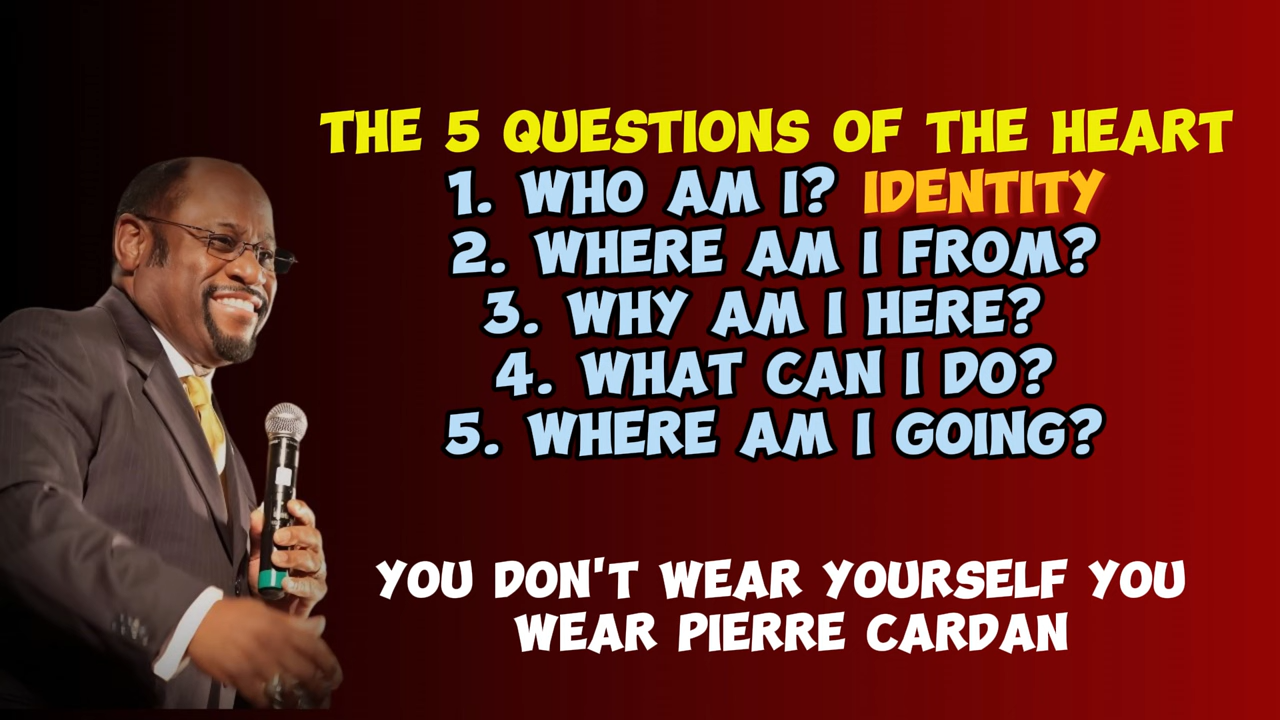 THE 5 QUESTIONS OF THE HEART
1. WHO AM I? IDENTITY
2. WHERE AM I FROM?
3. WHY AM I HERE?
4. WHAT CAN I DO?
5. WHERE AM I GOING?
YOU DON'T WEAR YOURSELF YOU
WEAR PIERRE CARDAN